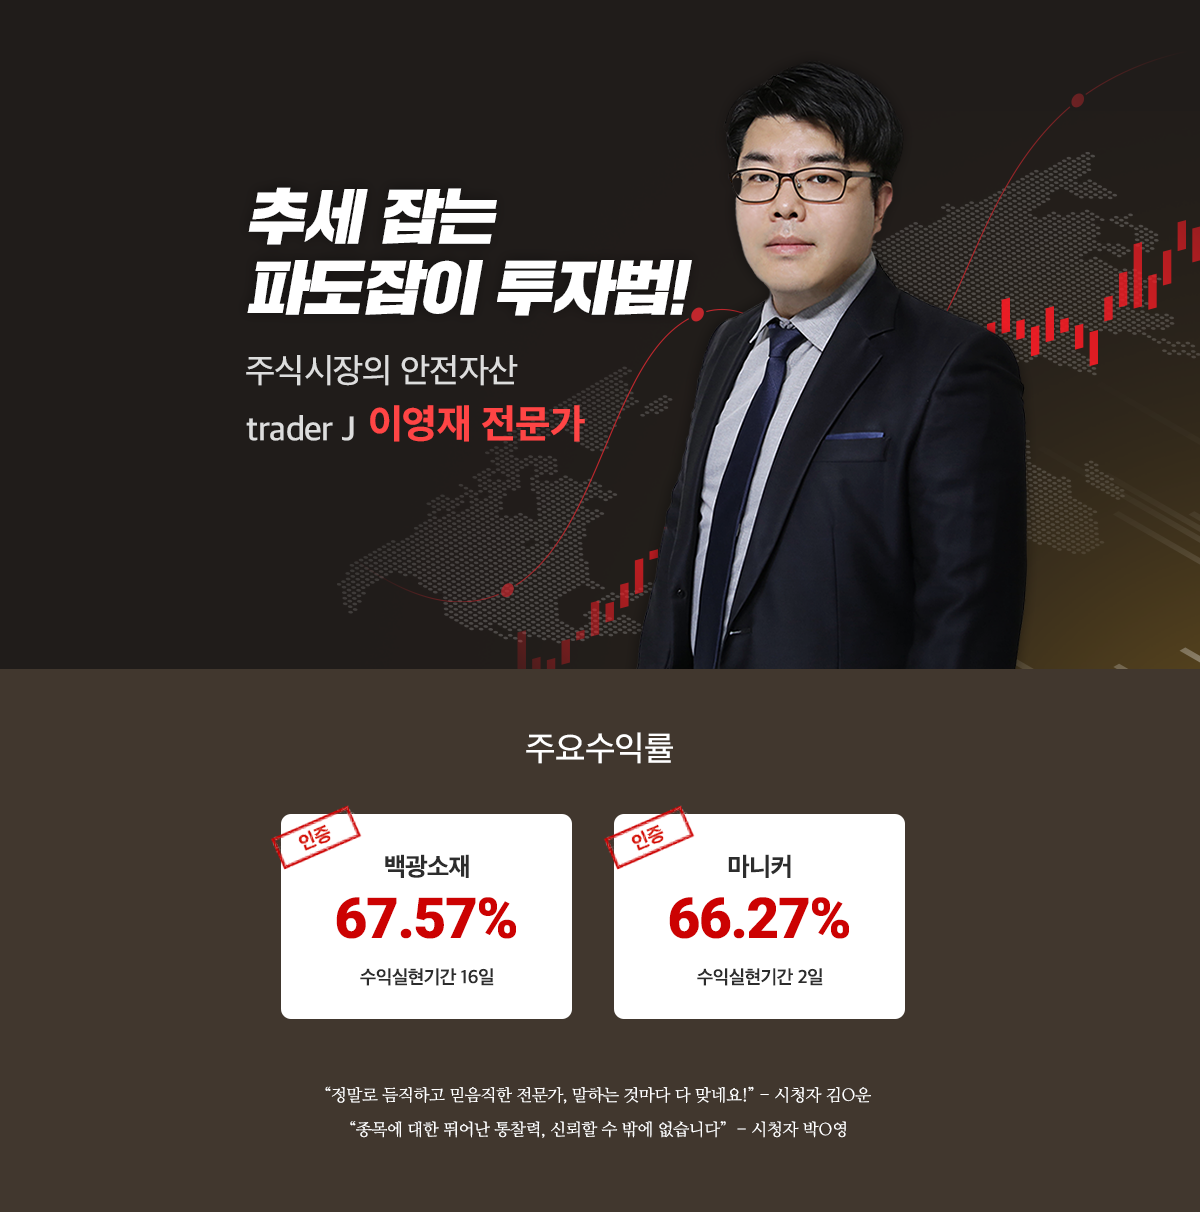 추세 잡는
파도잡이 투자법!
주식시장의 안전자산
trader J 이영재 전문가
주요수익률
인증
백광소재
67.57%
수익실현기간 16일
인증
마니커
66.27%
수익실현기간 2일
“정말로 듬직하고 믿음직한 전문가, 말하는 것마다 다 맞네요!” - 시청자 김O운
“종목에 대한 뛰어난 통찰력, 신뢰할 수 밖에 없습니다” - 시청자 박O영